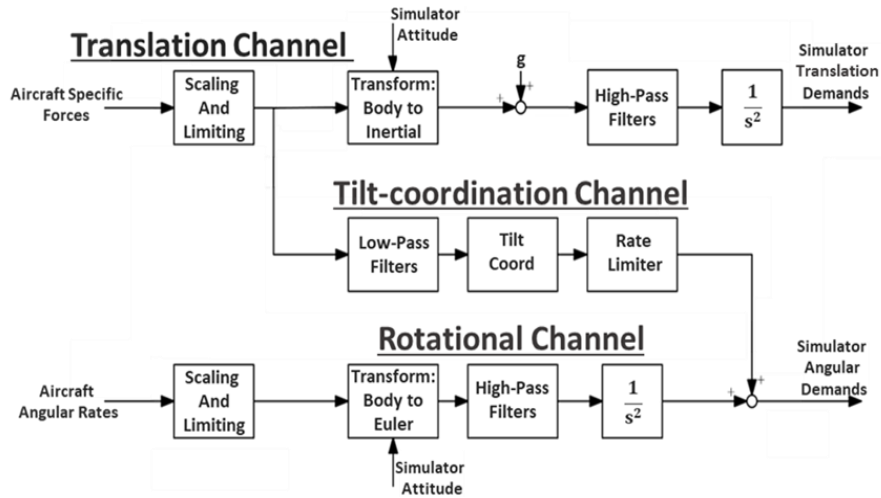 Simulator
Attitude
Translation Channel
g
Simulator
Translation
Demands
Aircraft Specific
Forces
Scaling
And
Limiting
Transform:
Body to
Inertial
+
+
High-Pass
Filters
1
s²
Tilt-coordination Channel
Low-Pass
Filters
Tilt
Coord
Rate
Limiter
Rotational Channel
Simulator
Angular
Demands
Aircraft
Angular Rates
Scaling
And
Limiting
Transform:
Body to
Euler
High-Pass
Filters
1
s²
+
+
Simulator
Attitude